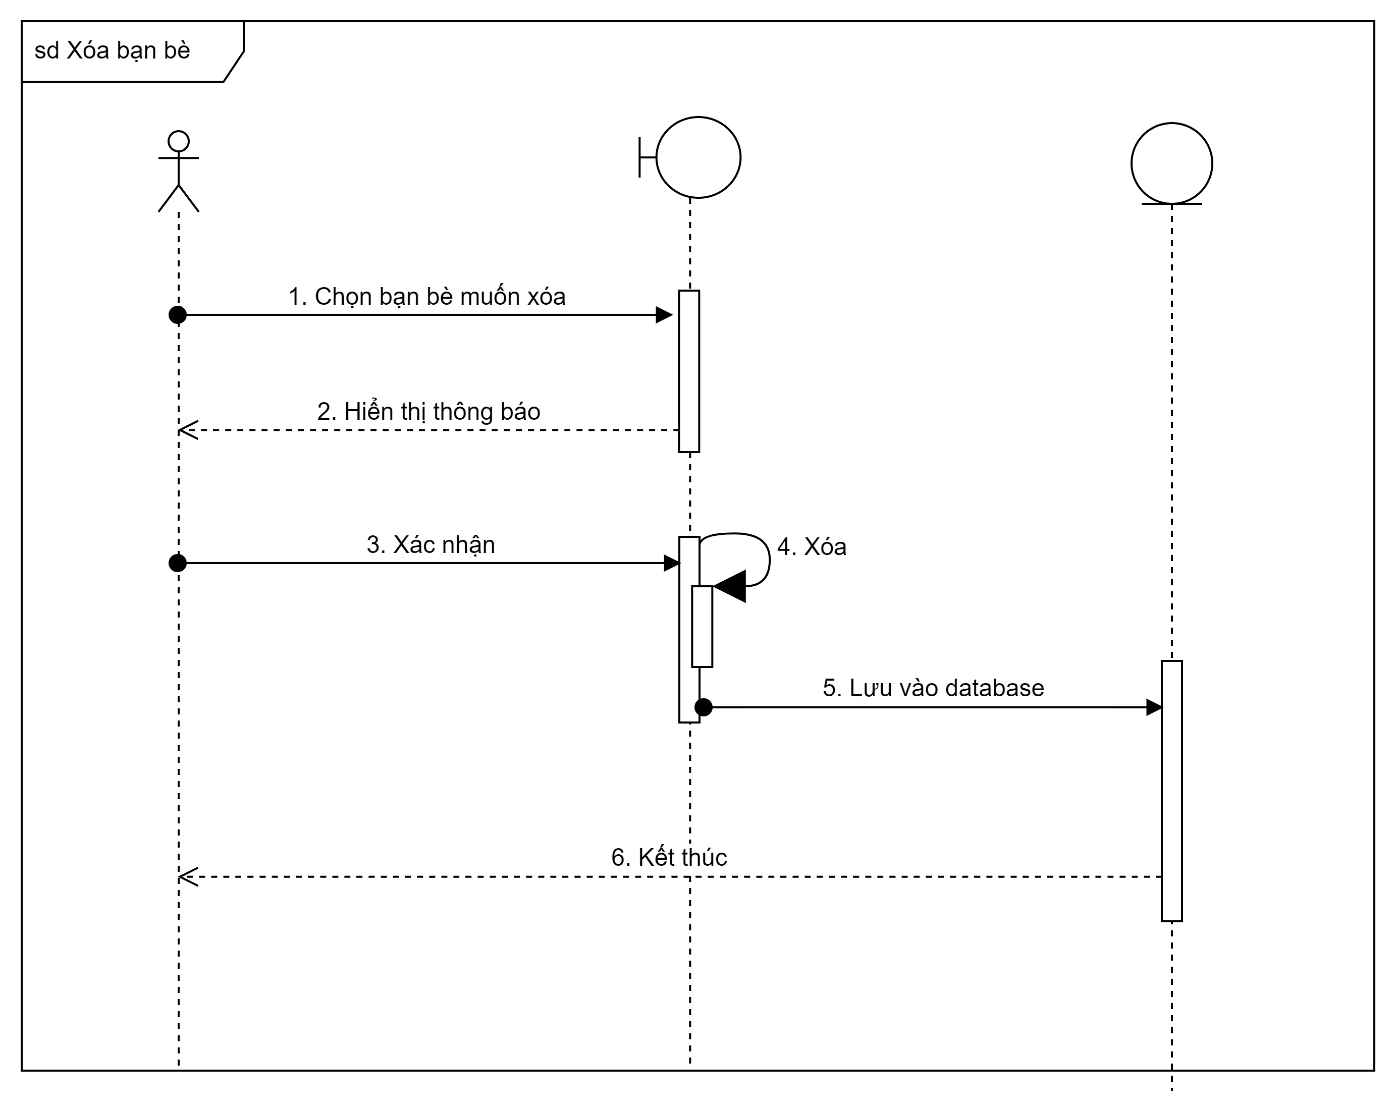 sd Xóa bạn bè
1. Chọn bạn bè muốn xóa
2. Hiển thị thông báo
3. Xác nhận
4. Xóa
5. Lưu vào database
6. Kết thúc